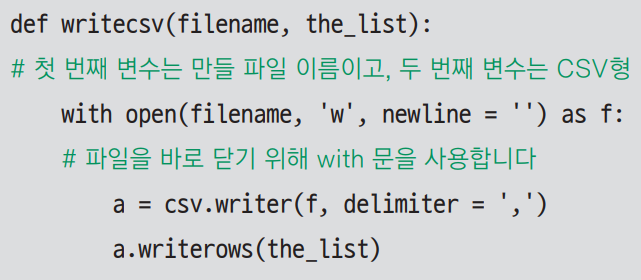 def writecsv(filename, the_list):
# 첫 번째 변수는 만들 파일 이름이고, 두 번째 변수는 CSV형
    with open(filename, 'w', newline = '') as f:
    # 파일을 바로 닫기 위해 with 문을 사용합니다
        a = csv.writer(f, delimiter = ',')
        a.writerows(the_list)